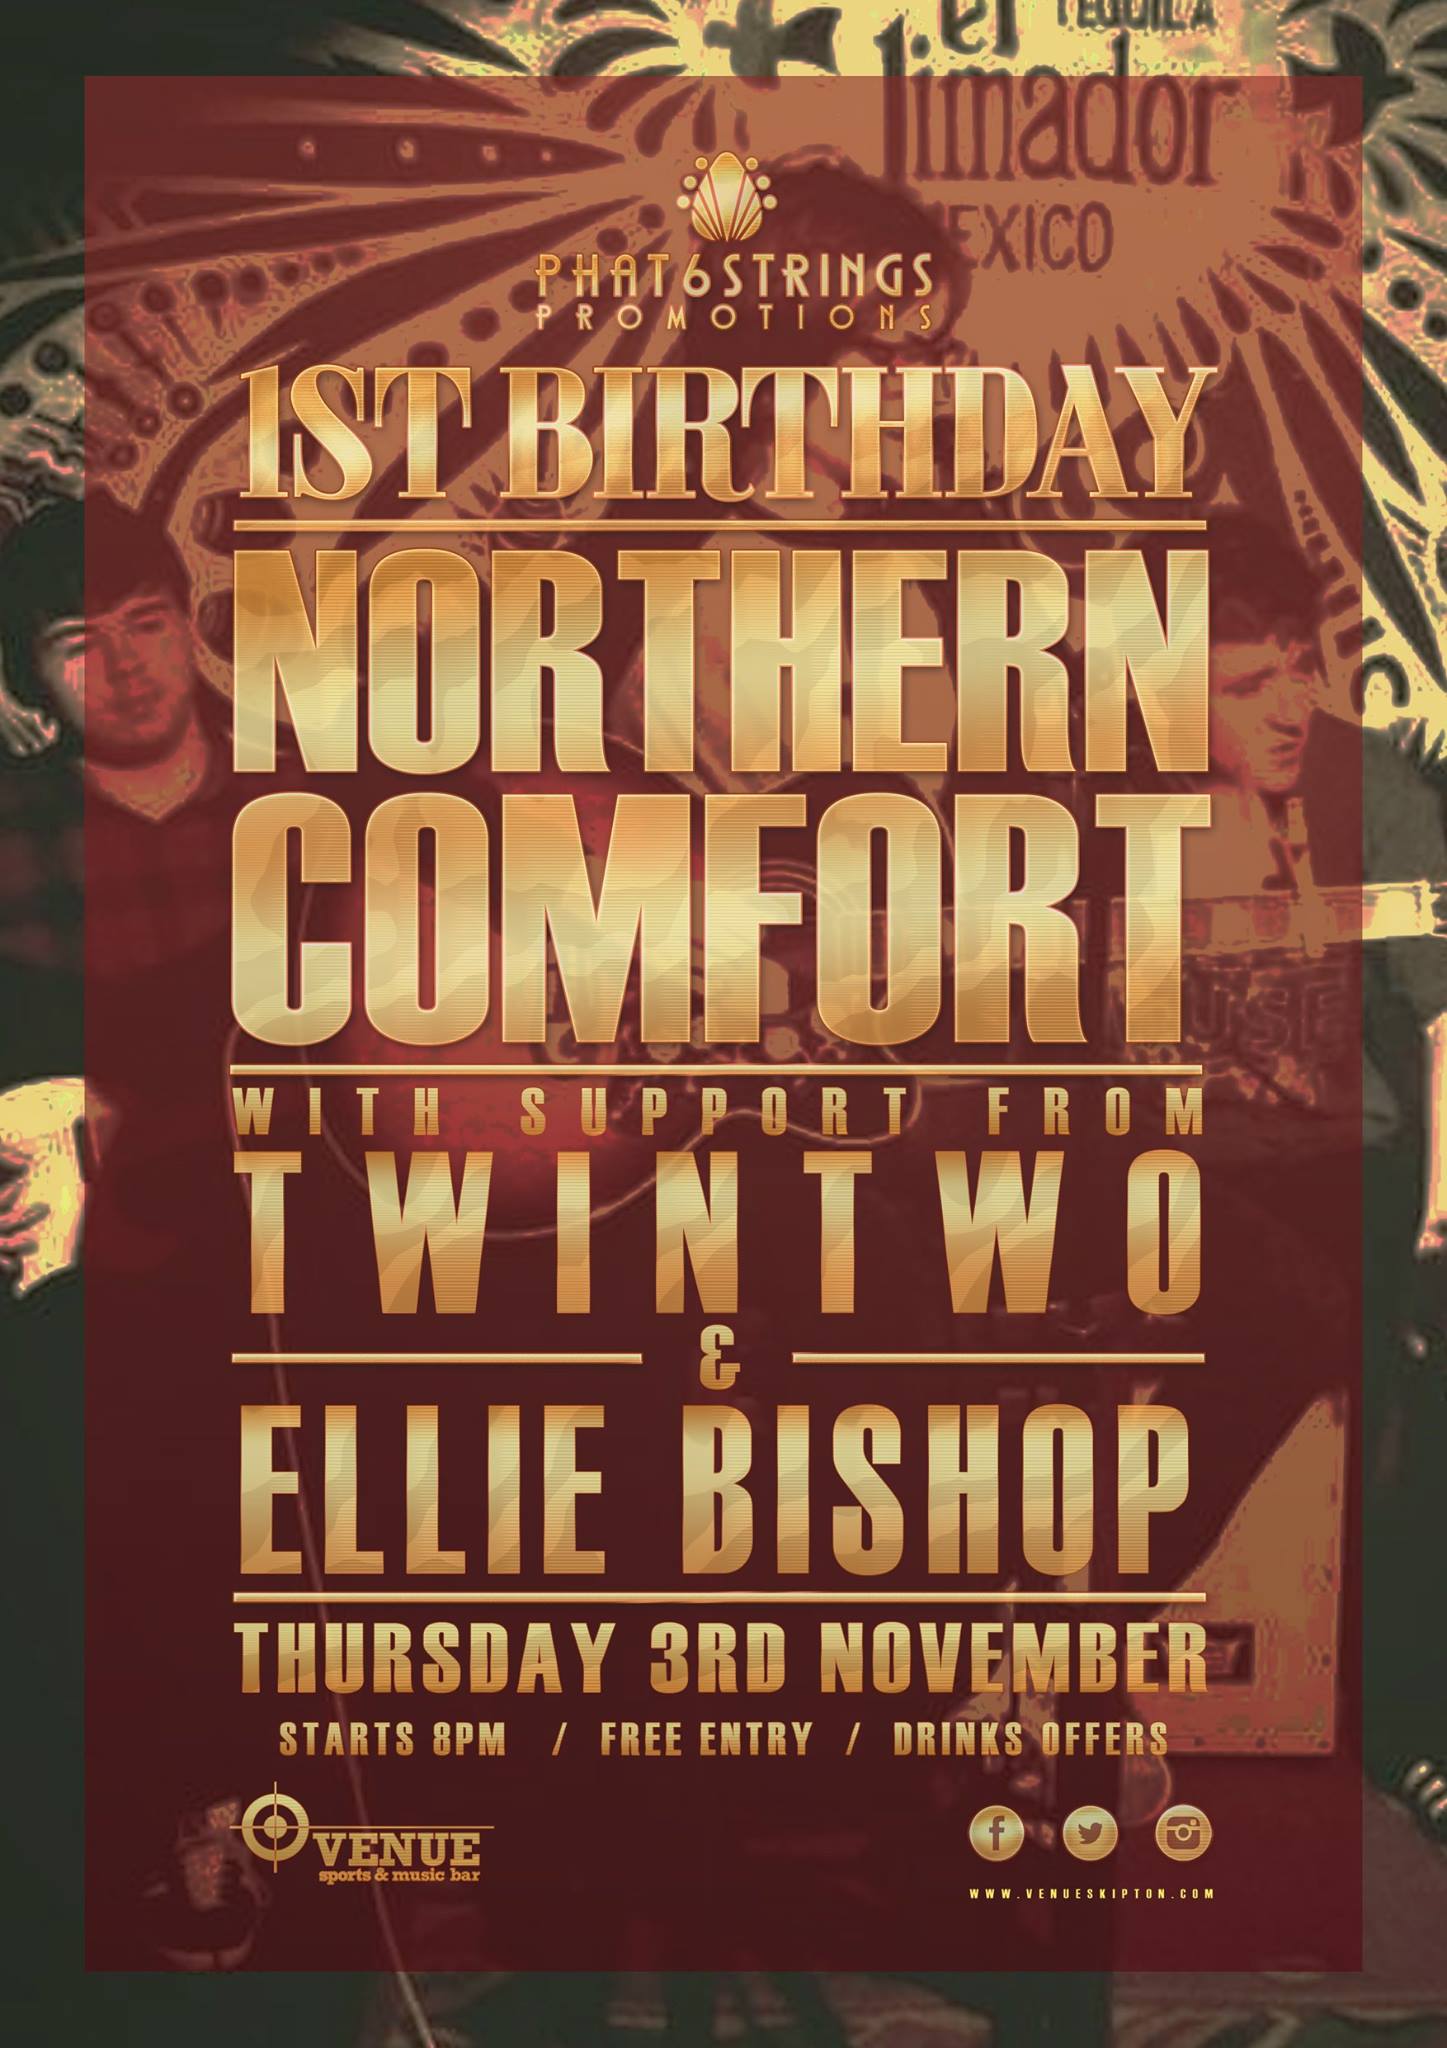 el TEQUILA
Jimador
MEXICO
PHAT6STRINGS
PROMOTIONS
1ST BIRTHDAY
NORTHERN
COMFORT
WITH SUPPORT FROM
TWINTWO
&
ELLIE BISHOP
THURSDAY 3RD NOVEMBER
STARTS 8PM / FREE ENTRY / DRINKS OFFERS
VENUE
sports & music bar
WWW.VENUESKIPTON.COM